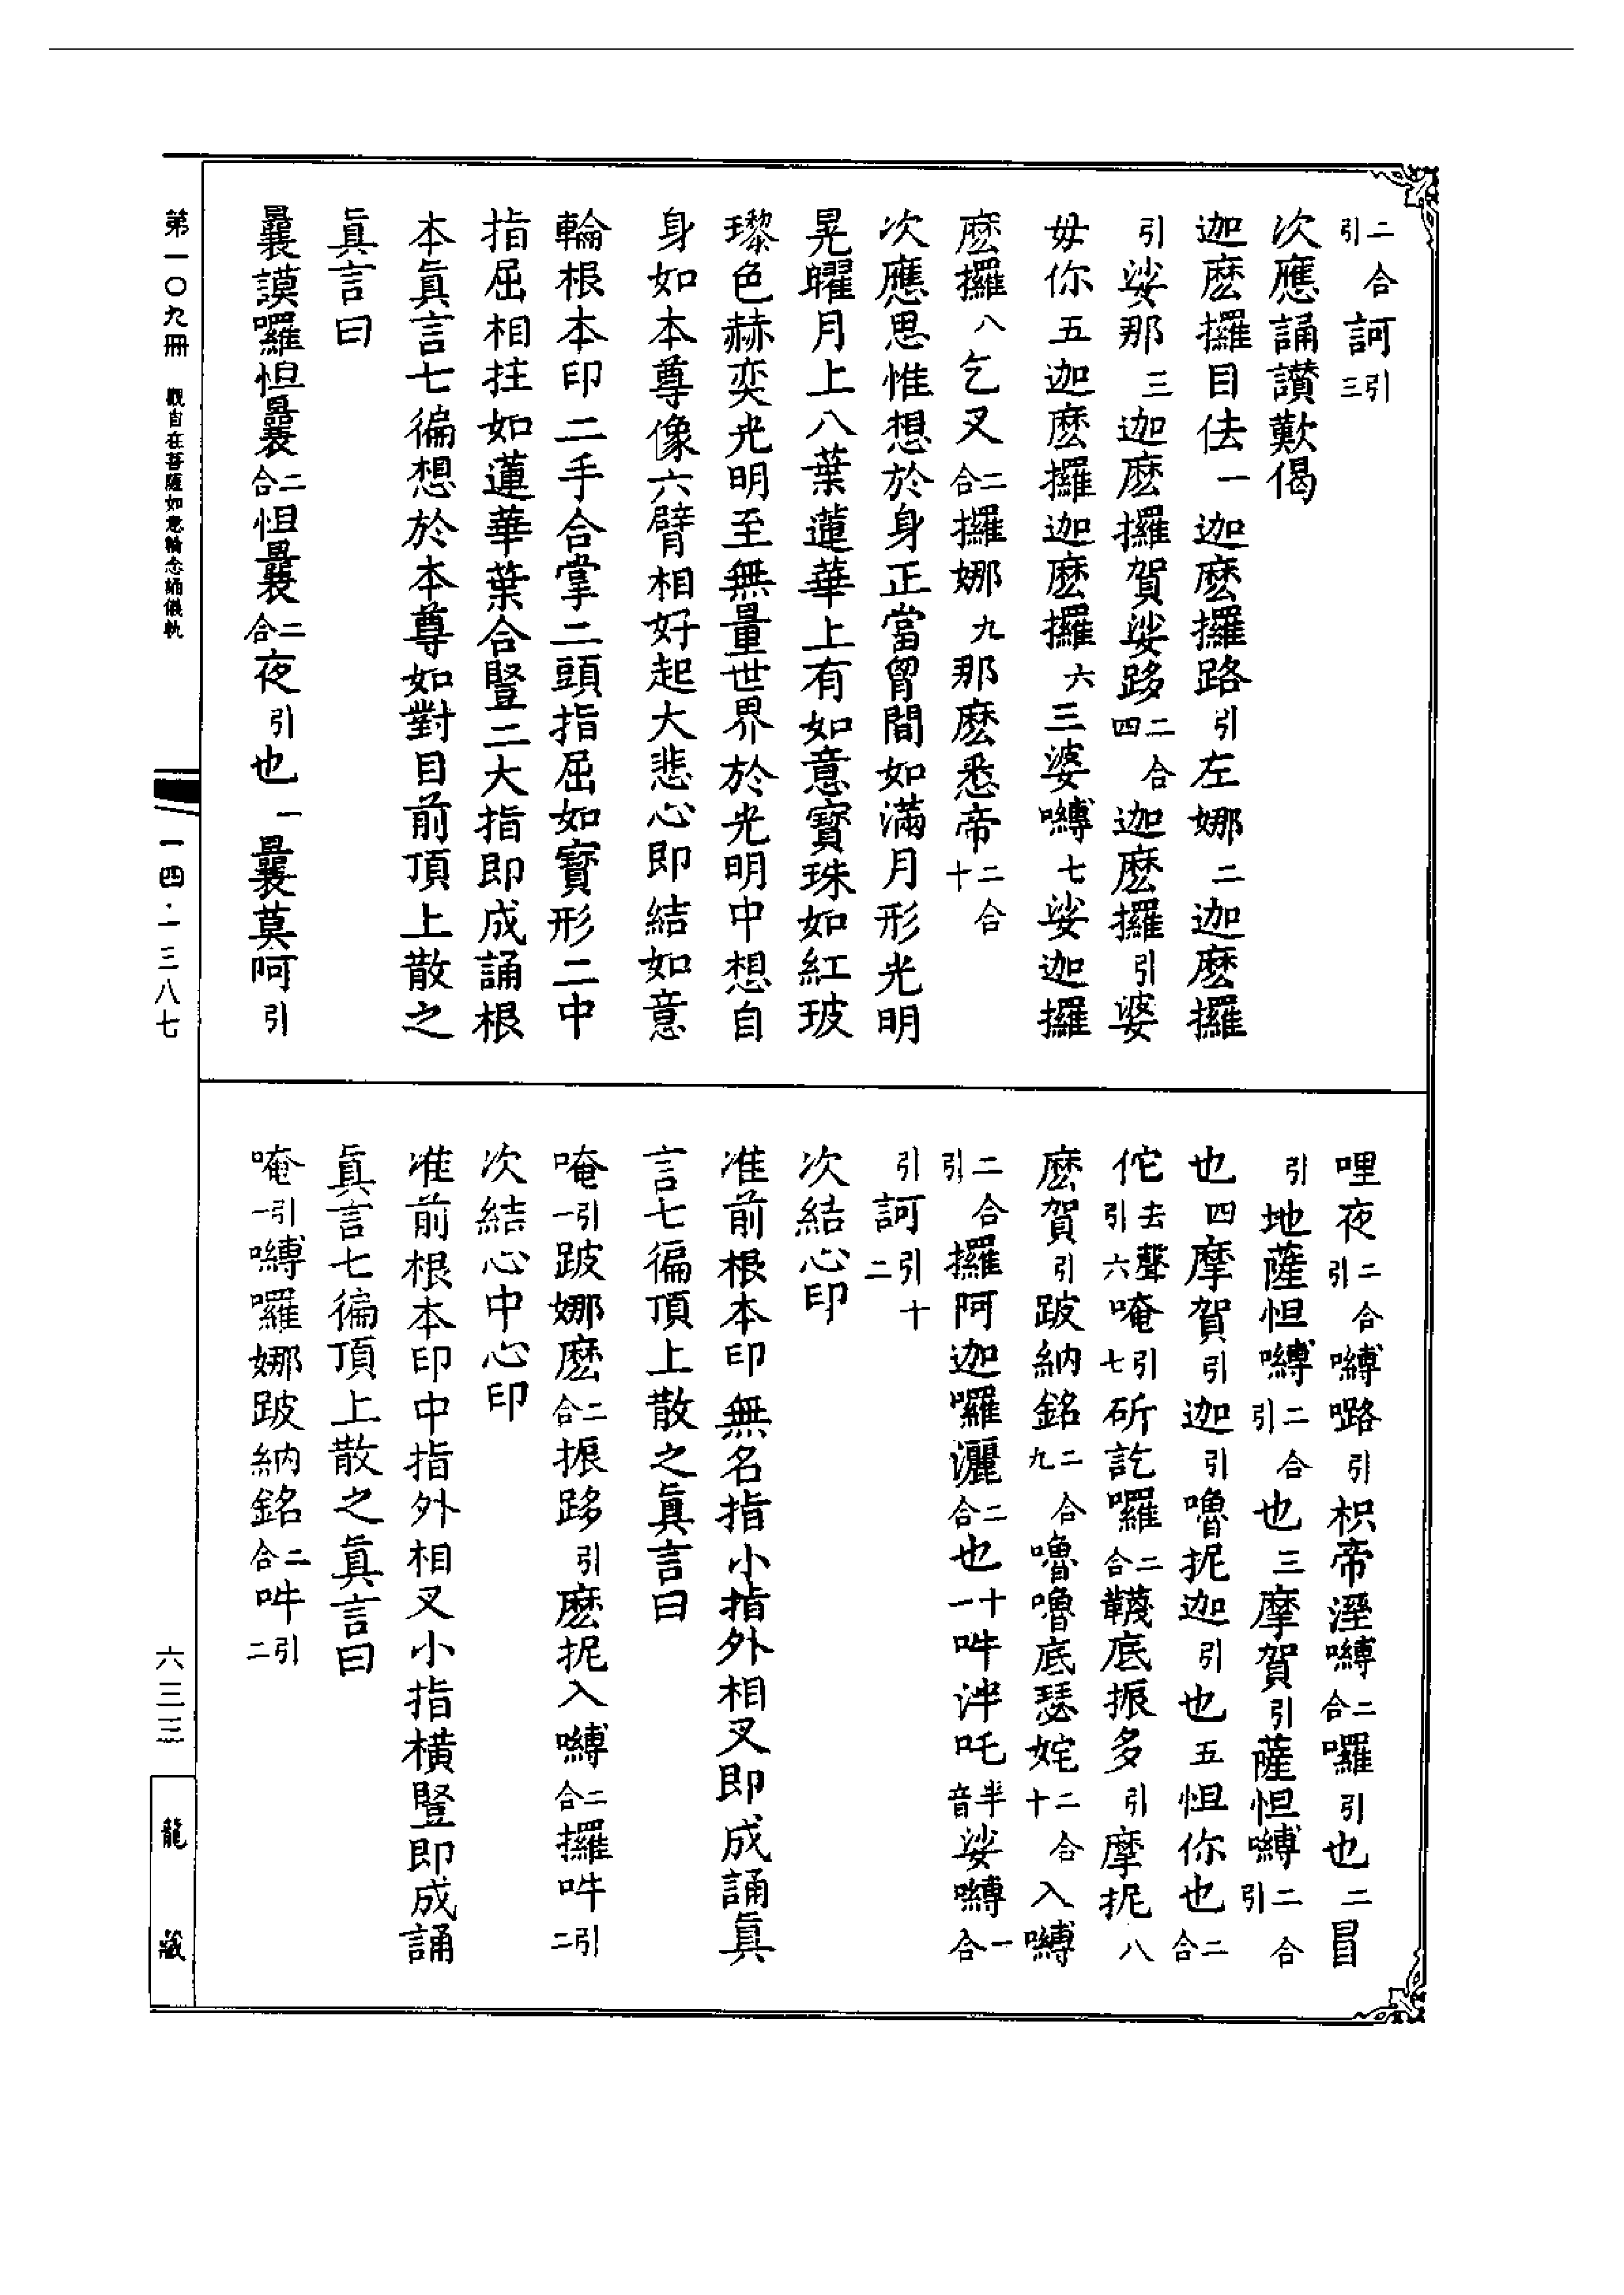 二合引訶引三
次應誦讚歎偈
迦麽攞目佉一迦麽攞路引左娜二迦麽攞
引娑那三迦麽攞賀娑跢二合四迦麽攞引婆
毋你五迦麽攞迦麽攞六三婆嚩七娑迦攞
麽攞八乞叉二合攞娜九那麽悉帝二合十
次應思惟想於身正當胷間如滿月形光明
晃曜月上八葉蓮華上有如意寶珠如紅玻
瓈色赫奕光明至無量世界於光明中想自
身如本尊像六臂相好起大悲心即結如意
輪根本印二手合掌二頭指屈如寶形二中
指屈相拄如蓮華葉合豎二大指即成誦根
本眞言七徧想於本尊如對目前頂上散之
眞言曰
曩謨囉怛曩二合怛曩二合夜引也一曩莫阿引
哩夜二合引嚩路引枳帝溼嚩二合囉引也二冒
引地薩怛嚩二合引也三摩賀引薩怛嚩二合引
也四摩賀引迦引嚕抳迦引也五怛你也二合
佗去聲引六唵引七斫訖囉二合韈底振多引摩抳八
麽賀引跛納銘二合九嚕嚕底瑟姹二合十入嚩
二合引攞阿迦囉灑二合也十一吽泮吒半音娑嚩一合
引訶引十二
次結心印
准前根本印無名指小指外相叉即成誦眞
言七徧頂上散之眞言曰
唵引一跛娜麽二合振跢引麽抳入嚩二合攞吽引二
次結心中心印
准前根本印中指外相叉小指橫豎即成誦
眞言七徧頂上散之眞言曰
唵引一嚩囉娜跛納銘二合吽引二
第一〇九冊　觀自在菩薩如意輪念誦儀軌
一四·一三八七
六三三
龍藏